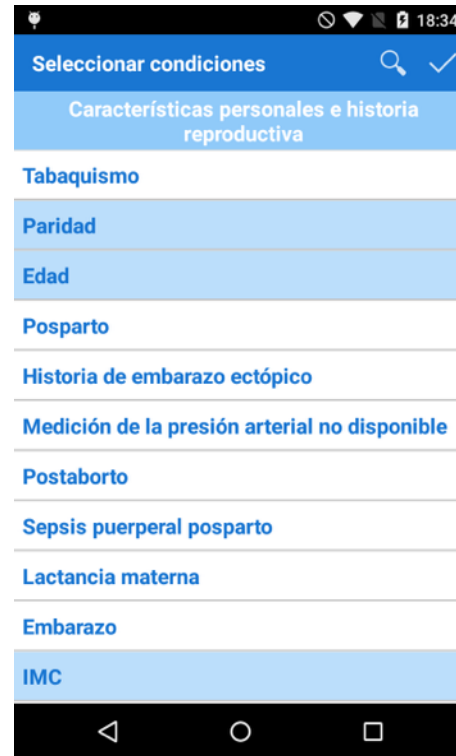 18:34
Seleccionar condiciones
Características personales e historia
reproductiva
Tabaquismo
Paridad
Edad
Posparto
Historia de embarazo ectópico
Medición de la presión arterial no disponible
Postaborto
Sepsis puerperal posparto
Lactancia materna
Embarazo
IMC